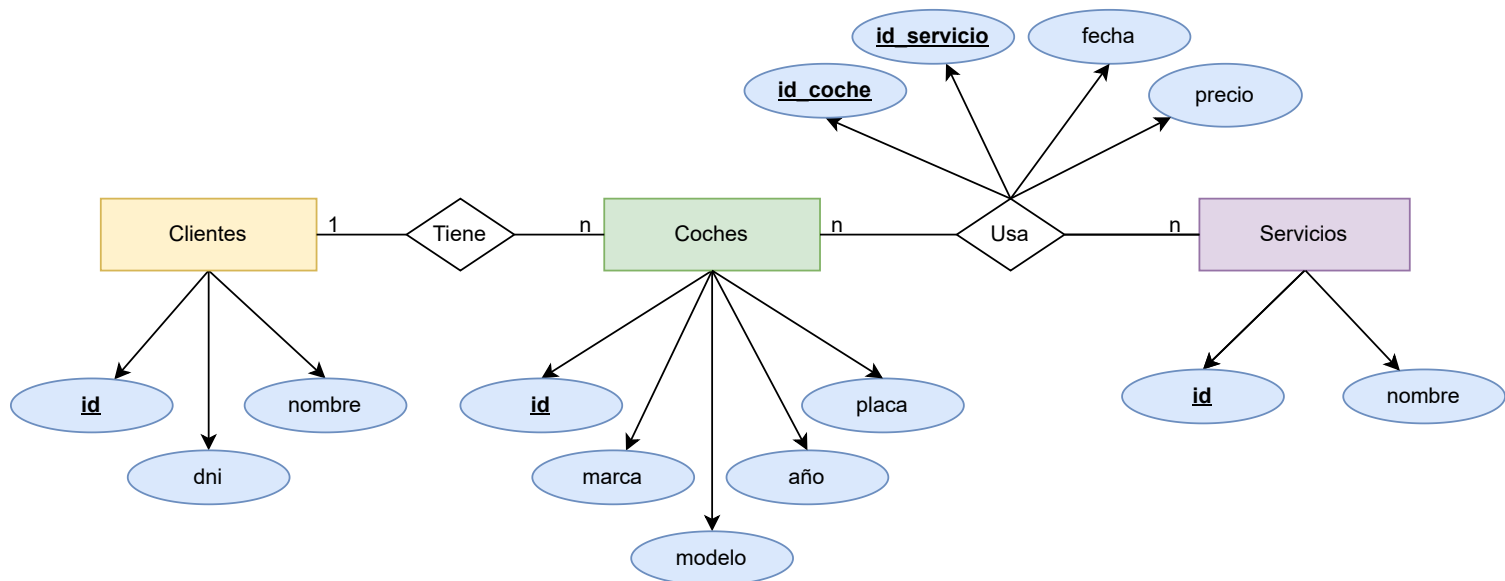 id_servicio
fecha
id_coche
precio
Clientes
1
Tiene
n
Coches
n
Usa
n
Servicios
id
nombre
id
placa
id
nombre
dni
marca
año
modelo